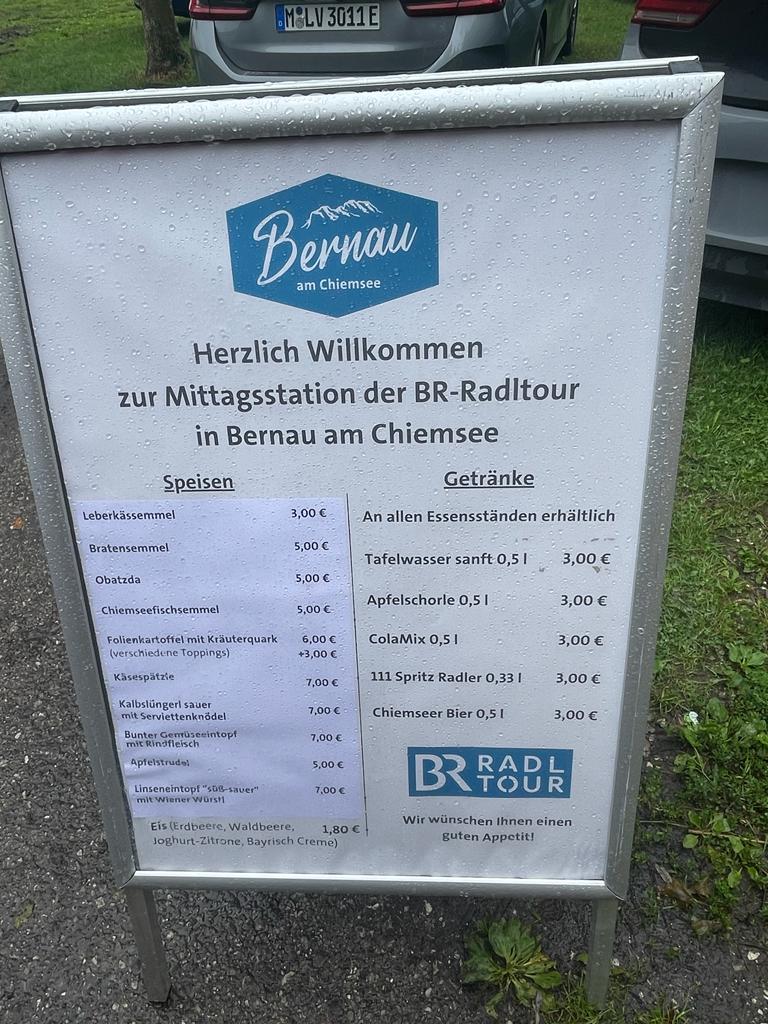 M LV 3011 E
Bernau
am Chiemsee
Herzlich Willkommen
zur Mittagsstation der BR-Radltour
in Bernau am Chiemsee
Speisen
Leberkässemmel 3,00 €
Bratensemmel 5,00 €
Obatzda 5,00 €
Chiemseefischsemmel 5,00 €
Folienkartoffel mit Kräuterquark 6,00 €
(verschiedene Toppings) +3,00 €
Käsespätzle 7,00 €
Kalbslüngerl sauer
mit Serviettenknödel 7,00 €
Bunter Gemüseeintopf
mit Rindfleisch 7,00 €
Apfelstrudel 5,00 €
Linseneintopf "süß-sauer" 7,00 €
mit Wiener Würstl
Eis (Erdbeere, Waldbeere, 1,80 €
Joghurt-Zitrone, Bayrisch Creme)
Getränke
An allen Essensständen erhältlich
Tafelwasser sanft 0,5 l 3,00 €
Apfelschorle 0,5 l 3,00 €
ColaMix 0,5 l 3,00 €
111 Spritz Radler 0,33 l 3,00 €
Chiemseer Bier 0,5 l 3,00 €
BR RADL
TOUR
Wir wünschen Ihnen einen
guten Appetit!